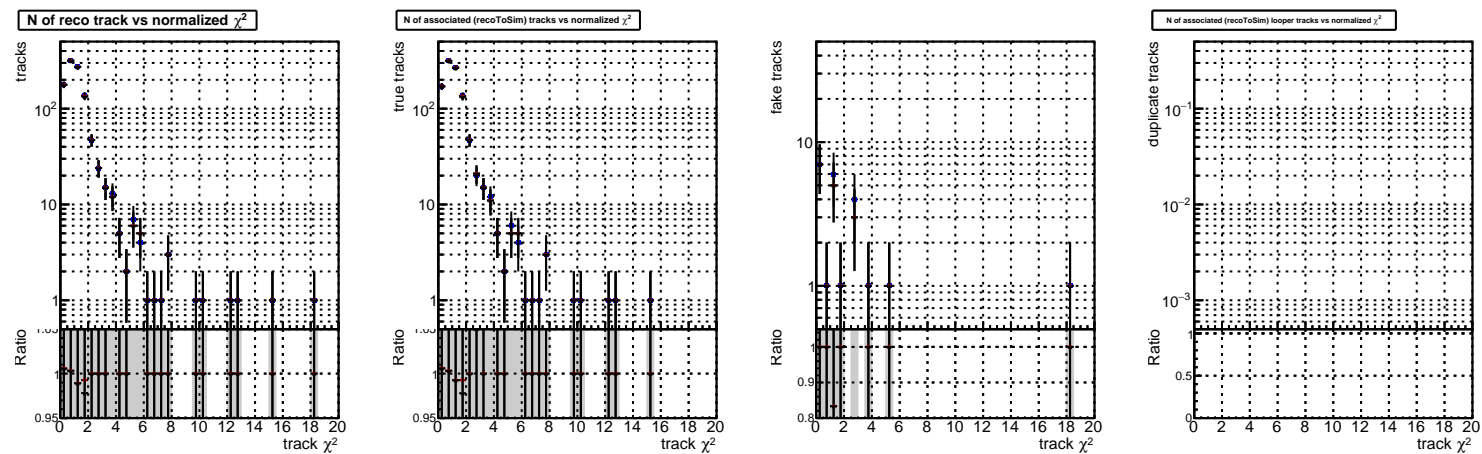 N of reco track vs normalized χ²
tracks
10²
10
1
1.05
Ratio
1
0.95
0 2 4 6 8 10 12 14 16 18 20
track χ²
N of associated (recoToSim) tracks vs normalized χ²
true tracks
10²
10
1
1.05
Ratio
1
0.95
0 2 4 6 8 10 12 14 16 18 20
track χ²
fake tracks
10
1
Ratio
1
0.9
0.8
0 2 4 6 8 10 12 14 16 18 20
track χ²
N of associated (recoToSim) looper tracks vs normalized χ²
duplicate tracks
10⁻¹
10⁻²
10⁻³
Ratio
1
0.5
0
0 2 4 6 8 10 12 14 16 18 20
track χ²